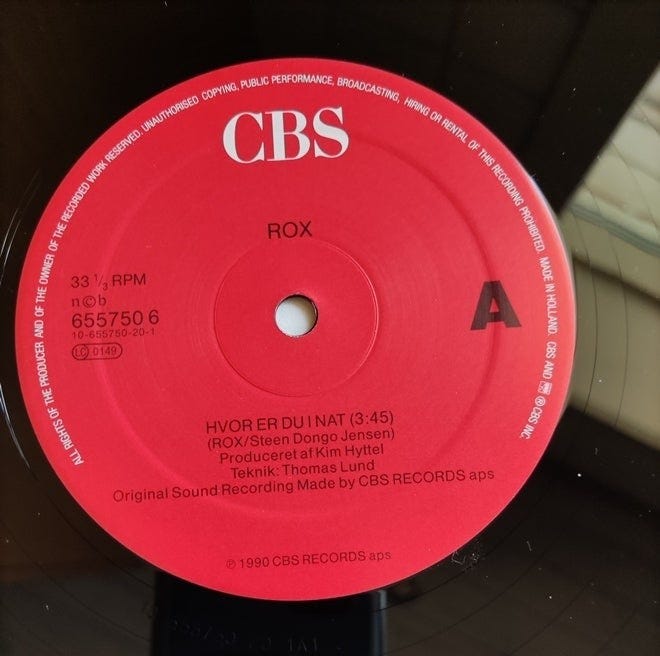 ALL RIGHTS OF THE PRODUCER AND OF THE OWNER OF THE RECORDED WORK RESERVED. UNAUTHORISED COPYING, PUBLIC PERFORMANCE, BROADCASTING, HIRING OR RENTAL OF THIS RECORDING PROHIBITED. MADE IN HOLLAND. CBS AND ℗ CBS INC.
CBS
ROX
33 1/3 RPM
n©b
655750 6
10-655750-20-1
LC 0149
A
HVOR ER DU I NAT (3:45)
(ROX/Steen Dongo Jensen)
Produceret af Kim Hyttel
Teknik: Thomas Lund
Original Sound Recording Made by CBS RECORDS aps
℗ 1990 CBS RECORDS aps